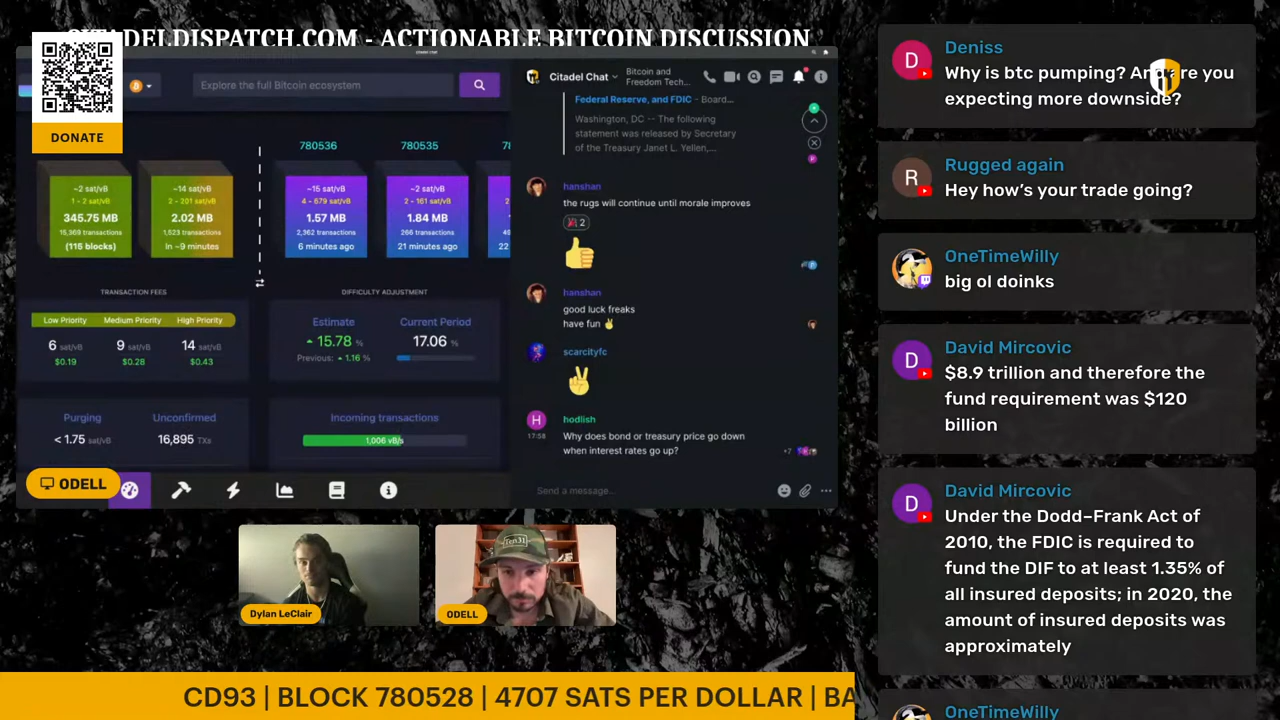 CITADELDISPATCH.COM - ACTIONABLE BITCOIN DISCUSSION
DONATE
Explore the full Bitcoin ecosystem
780536
780535
78
~2 sat/vB
1 - 2 sat/vB
345.75 MB
15,369 transactions
(115 blocks)
~14 sat/vB
2 - 201 sat/vB
2.02 MB
1,523 transactions
In ~9 minutes
~15 sat/vB
4 - 679 sat/vB
1.57 MB
2,362 transactions
6 minutes ago
~2 sat/vB
2 - 161 sat/vB
1.84 MB
266 transactions
21 minutes ago
22
TRANSACTION FEES
Low Priority
Medium Priority
High Priority
6 sat/vB
9 sat/vB
14 sat/vB
$0.19
$0.28
$0.43
DIFFICULTY ADJUSTMENT
Estimate
Current Period
15.78 %
17.06 %
Previous: 1.16 %
Purging
Unconfirmed
< 1.75 sat/vB
16,895 TXs
Incoming transactions
1,006 vB/s
ODELL
Citadel Chat
Bitcoin and
Freedom Tech...
Federal Reserve, and FDIC - Board...
Washington, DC -- The following
statement was released by Secretary
of the Treasury Janet L. Yellen,...
hanshan
the rugs will continue until morale improves
2
hanshan
good luck freaks
have fun ✌
scarcityfc
H
hodlish
17:58
Why does bond or treasury price go down
when interest rates go up?
+7
Send a message...
Dylan LeClair
Ten31
ODELL
CD93 | BLOCK 780528 | 4707 SATS PER DOLLAR | BA
D
Deniss
Why is btc pumping? And are you
expecting more downside?
R
Rugged again
Hey how's your trade going?
OneTimeWilly
big ol doinks
D
David Mircovic
$8.9 trillion and therefore the
fund requirement was $120
billion
D
David Mircovic
Under the Dodd–Frank Act of
2010, the FDIC is required to
fund the DIF to at least 1.35% of
all insured deposits; in 2020, the
amount of insured deposits was
approximately
OneTimeWilly